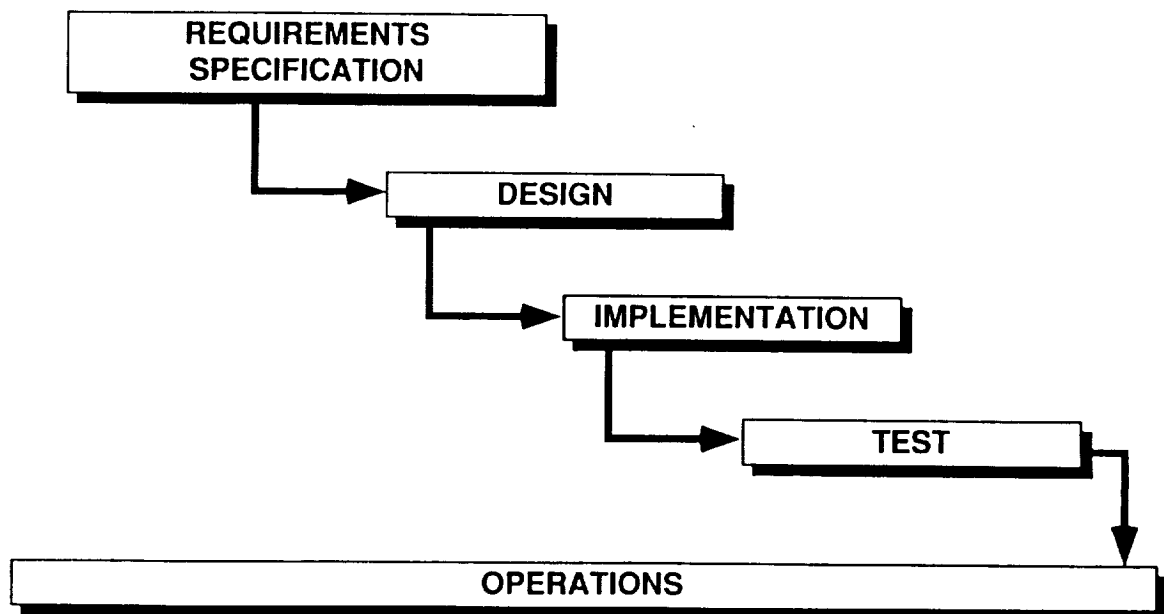 REQUIREMENTS
SPECIFICATION
DESIGN
IMPLEMENTATION
TEST
OPERATIONS